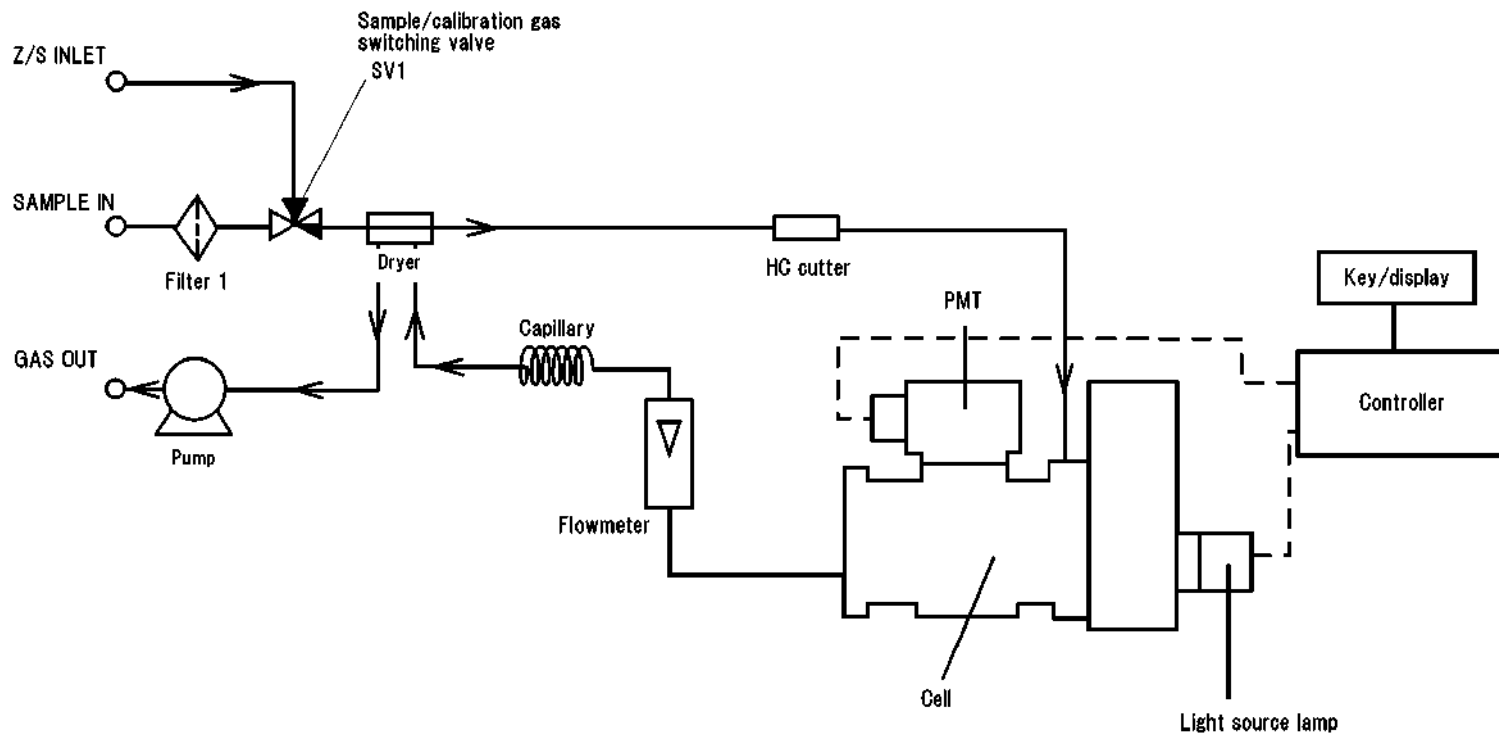 Sample/calibration gas
switching valve
SV1
Z/S INLET
SAMPLE IN
Filter 1
Dryer
HC cutter
Key/display
PMT
Capillary
GAS OUT
Controller
Pump
Flowmeter
Cell
Light source lamp